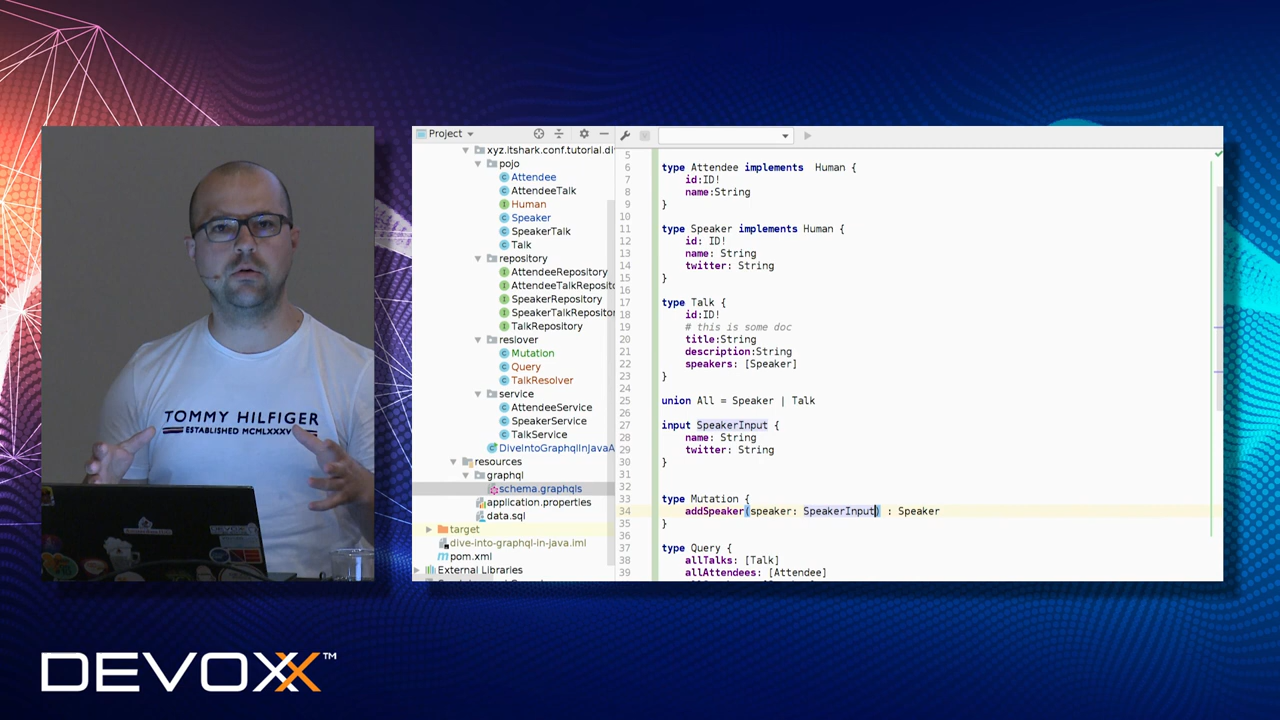 TOMMY HILFIGER
ESTABLISHED MCMLXXXV
DEVOXX™
Project
xyz.itshark.conf.tutorial.di
pojo
Attendee
AttendeeTalk
Human
Speaker
SpeakerTalk
Talk
repository
AttendeeRepository
AttendeeTalkReposito
SpeakerRepository
SpeakerTalkRepositor
TalkRepository
reslover
Mutation
Query
TalkResolver
service
AttendeeService
SpeakerService
TalkService
DiveIntoGraphqlInJavaA
resources
graphql
schema.graphqls
application.properties
data.sql
target
dive-into-graphql-in-java.iml
pom.xml
External Libraries
5
6 type Attendee implements  Human {
7 id:ID!
8 name:String
9 }
10
11 type Speaker implements Human {
12 id: ID!
13 name: String
14 twitter: String
15 }
16
17 type Talk {
18 id:ID!
19 # this is some doc
20 title:String
21 description:String
22 speakers: [Speaker]
23 }
24
25 union All = Speaker | Talk
26
27 input SpeakerInput {
28 name: String
29 twitter: String
30 }
31
32
33 type Mutation {
34 addSpeaker(speaker: SpeakerInput) : Speaker
35 }
36
37 type Query {
38 allTalks: [Talk]
39 allAttendees: [Attendee]